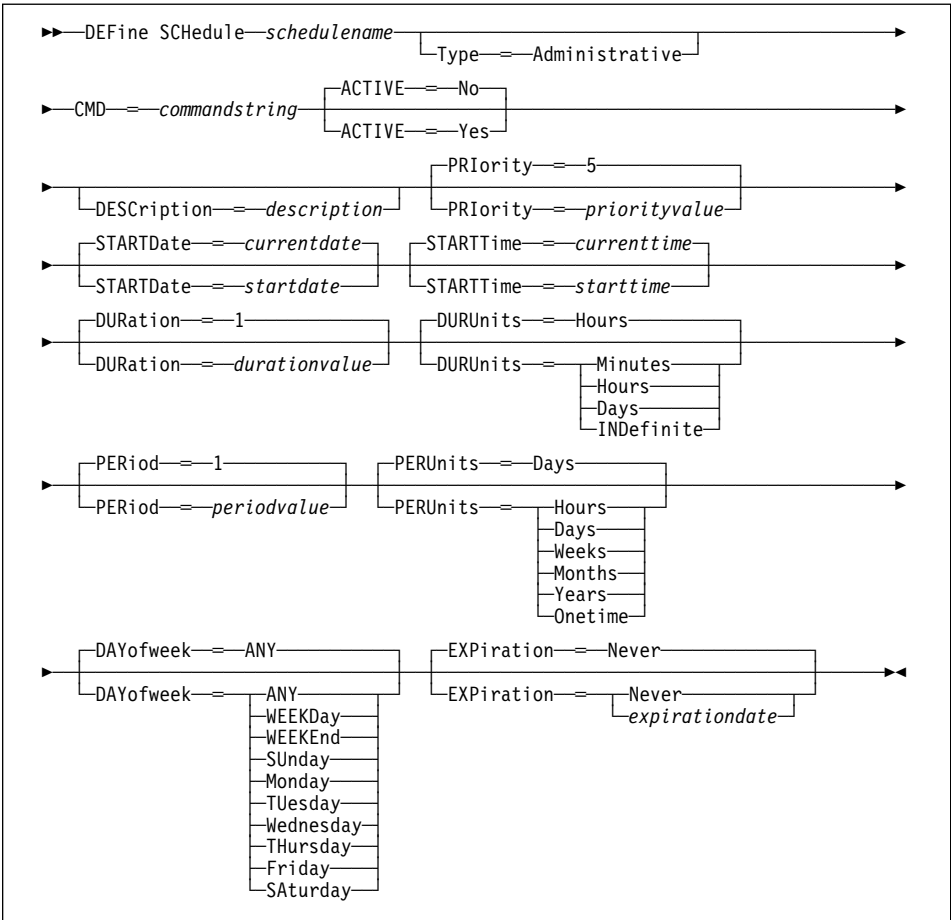 DEFine SCHedule schedulename
Type = Administrative
CMD = commandstring
ACTIVE = No
ACTIVE = Yes
DESCription = description
PRIority = 5
PRIority = priorityvalue
STARTDate = currentdate
STARTDate = startdate
STARTTime = currenttime
STARTTime = starttime
DURation = 1
DURation = durationvalue
DURUnits = Hours
DURUnits = Minutes
Hours
Days
INDefinite
PERiod = 1
PERiod = periodvalue
PERUnits = Days
PERUnits = Hours
Days
Weeks
Months
Years
Onetime
DAYofweek = ANY
DAYofweek = ANY
WEEKDay
WEEKEnd
SUnday
Monday
TUesday
Wednesday
THursday
Friday
SAturday
EXPiration = Never
EXPiration = Never
expirationdate